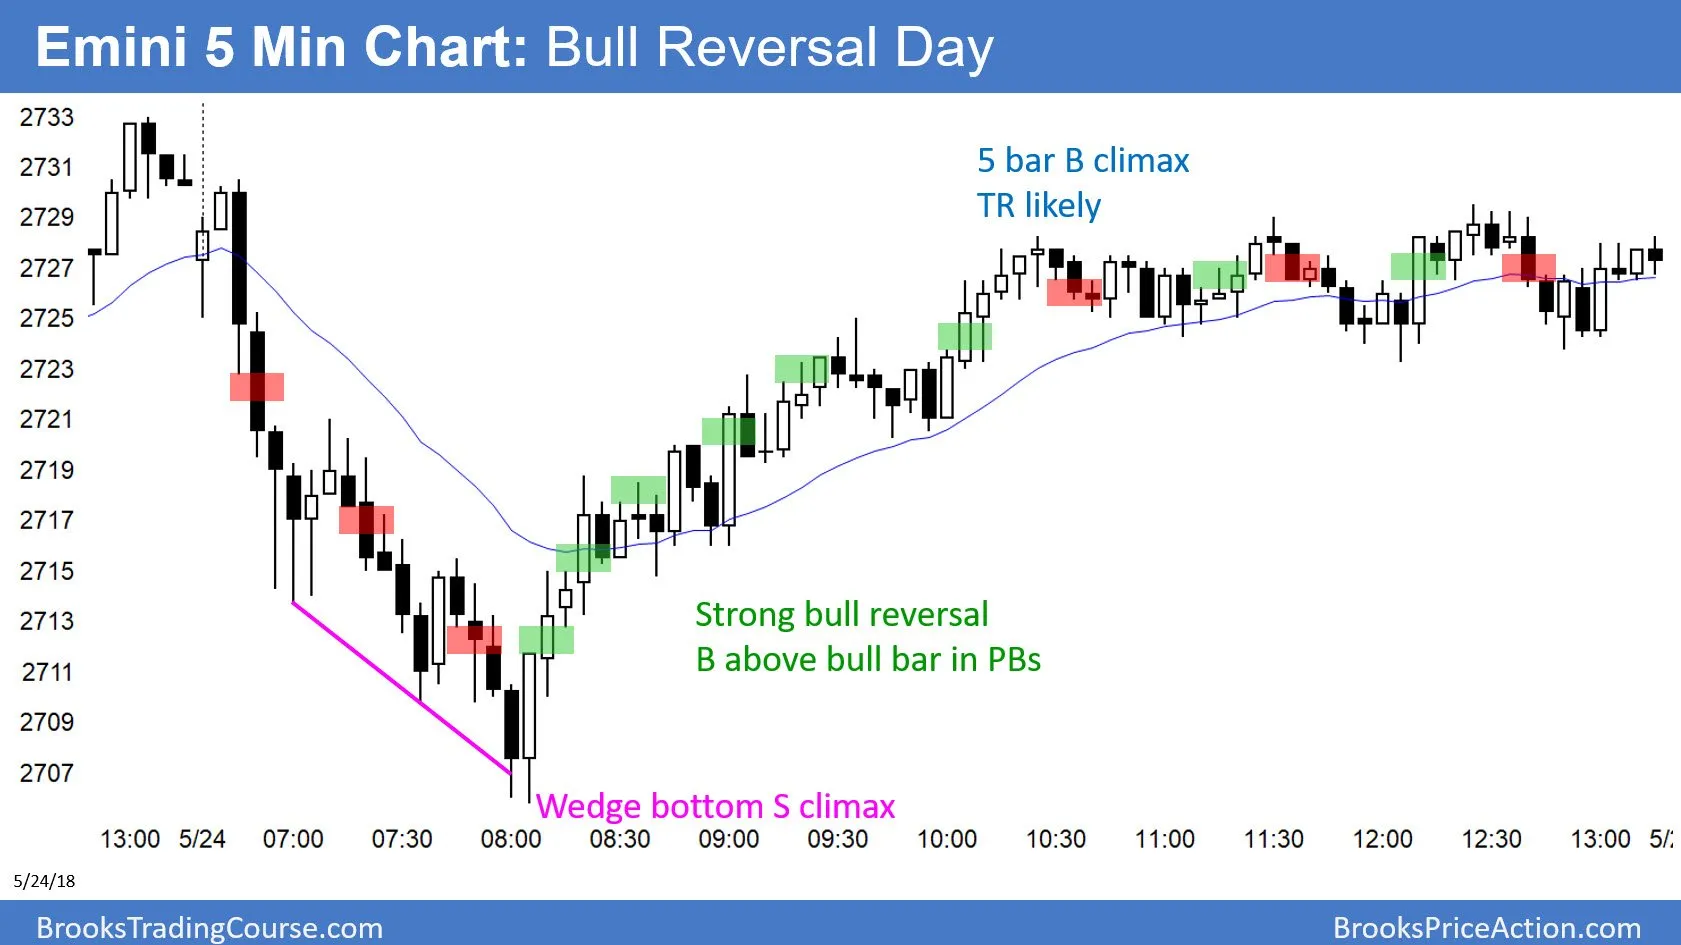 Emini 5 Min Chart: Bull Reversal Day
2733
2731
2729
2727
2725
2723
2721
2719
2717
2715
2713
2711
2709
2707
5 bar B climax
TR likely
Strong bull reversal
B above bull bar in PBs
Wedge bottom S climax
13:00 5/24 07:00 07:30 08:00 08:30 09:00 09:30 10:00 10:30 11:00 11:30 12:00 12:30 13:00
5/24/18
BrooksTradingCourse.com
BrooksPriceAction.com